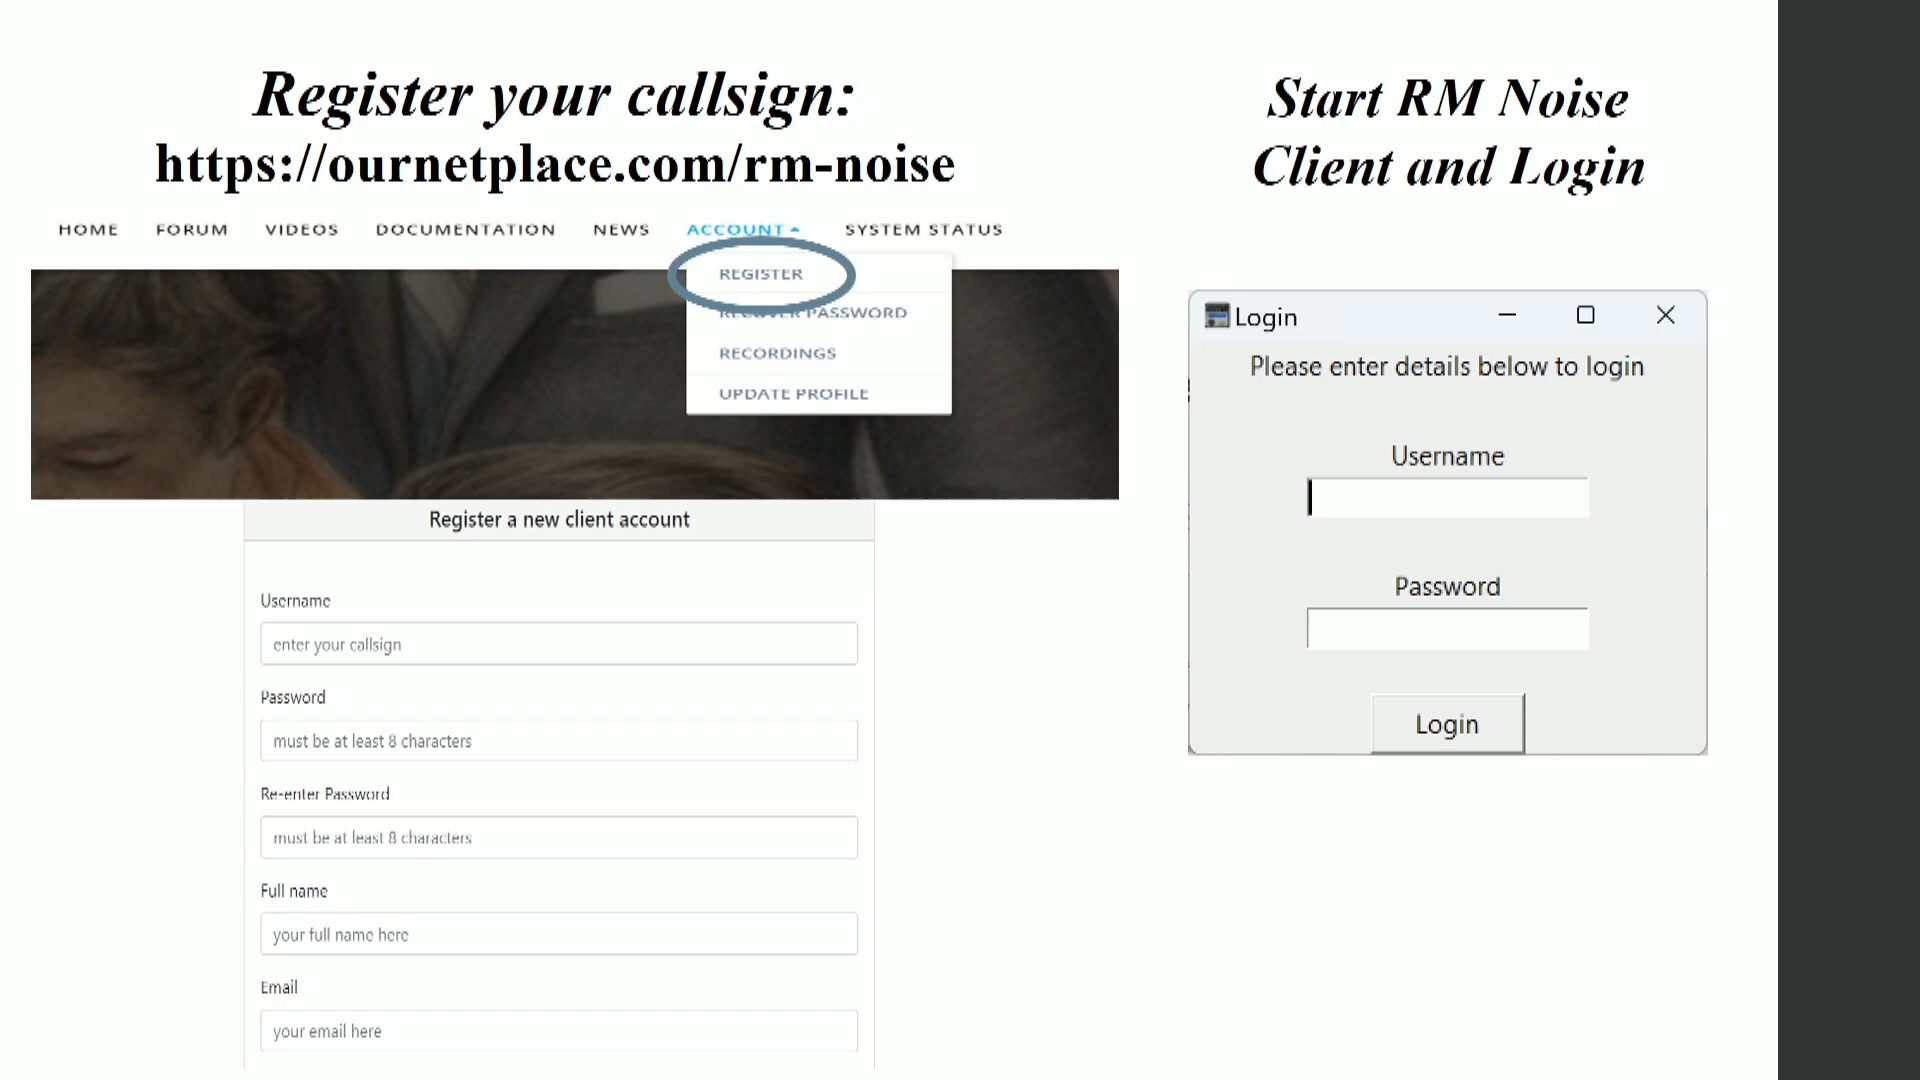 Register your callsign:
https://ournetplace.com/rm-noise
HOME FORUM VIDEOS DOCUMENTATION NEWS ACCOUNT SYSTEM STATUS
REGISTER
RECOVER PASSWORD
RECORDINGS
UPDATE PROFILE
Register a new client account
Username
enter your callsign
Password
must be at least 8 characters
Re-enter Password
must be at least 8 characters
Full name
your full name here
Email
your email here
Start RM Noise
Client and Login
Login
Please enter details below to login
Username
Password
Login